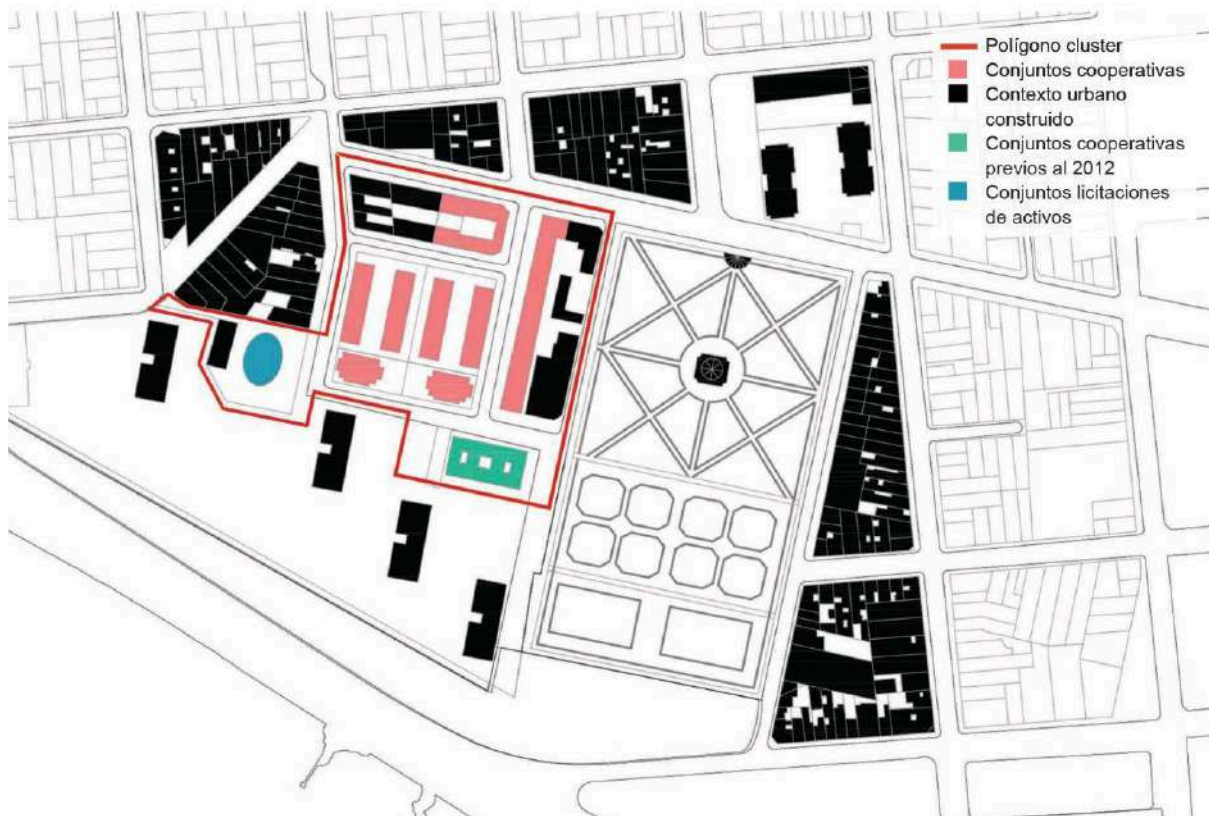 Polígono cluster
Conjuntos cooperativas
Contexto urbano
construido
Conjuntos cooperativas
previos al 2012
Conjuntos licitaciones
de activos